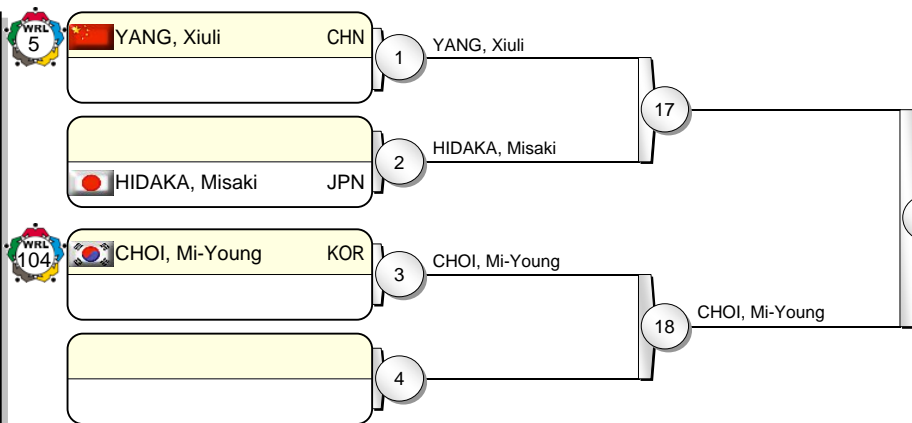 WRL
5
YANG, Xiuli CHN
1
YANG, Xiuli
17
HIDAKA, Misaki JPN
2
HIDAKA, Misaki
WRL
104
CHOI, Mi-Young KOR
3
CHOI, Mi-Young
18
CHOI, Mi-Young
4